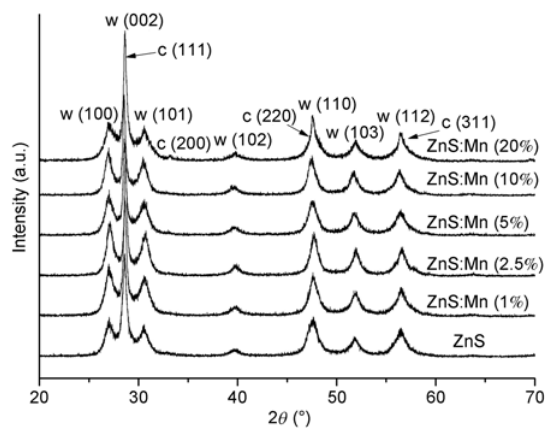 w (002)
c (111)
w (100)
w (101)
c (200)
w (102)
c (220)
w (110)
w (103)
w (112)
c (311)
ZnS:Mn (20%)
ZnS:Mn (10%)
ZnS:Mn (5%)
ZnS:Mn (2.5%)
ZnS:Mn (1%)
ZnS
Intensity (a.u.)
20 30 40 50 60 70
2θ (°)